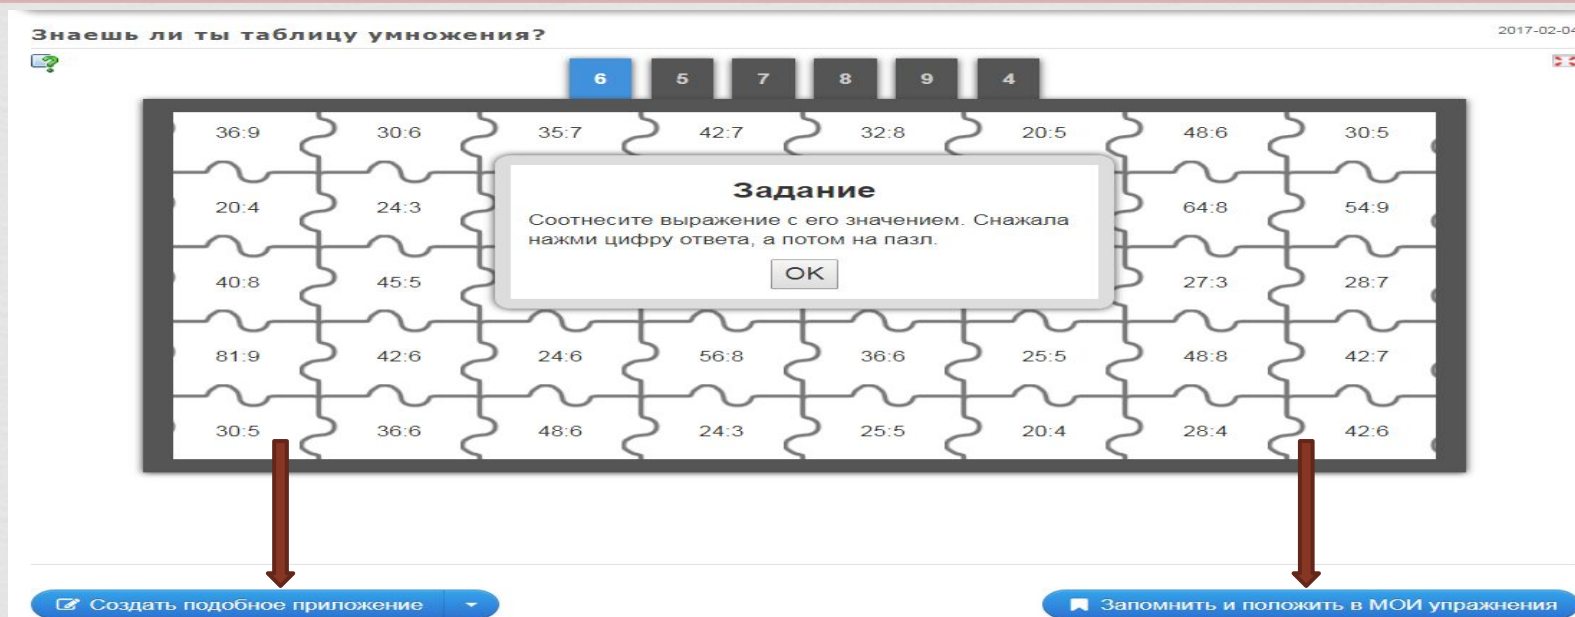 Знаешь ли ты таблицу умножения?
2017-02-04
6 5 7 8 9 4
36:9 30:6 35:7 42:7 32:8 20:5 48:6 30:5
Задание
20:4 24:3 64:8 54:9
Соотнесите выражение с его значением. Снажала
нажми цифру ответа, а потом на пазл.
OK
40:8 45:5 27:3 28:7
81:9 42:6 24:6 56:8 36:6 25:5 48:8 42:7
30:5 36:6 48:6 24:3 25:5 20:4 28:4 42:6
Создать подобное приложение
Запомнить и положить в МОИ упражнения